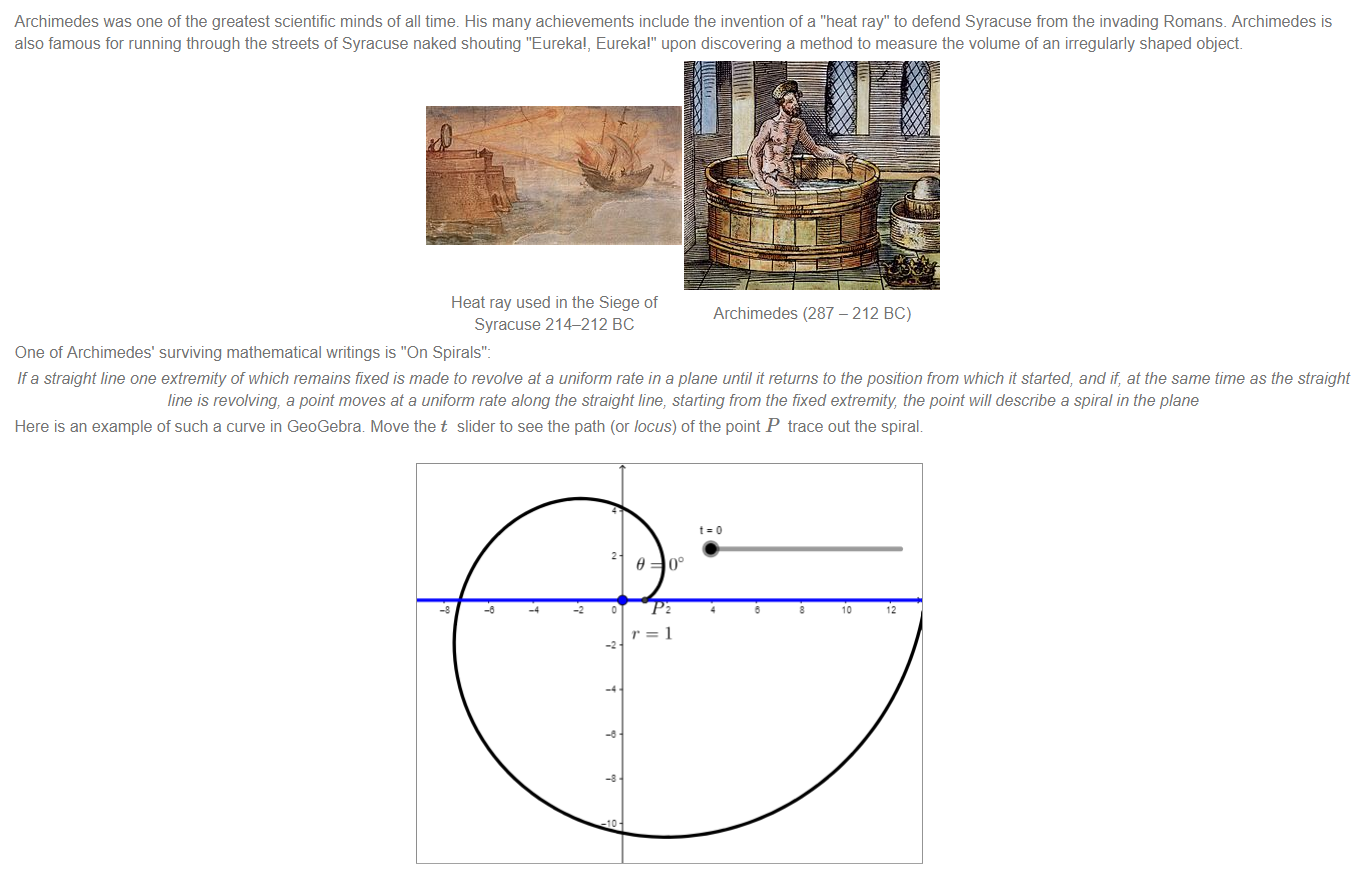 Archimedes was one of the greatest scientific minds of all time. His many achievements include the invention of a "heat ray" to defend Syracuse from the invading Romans. Archimedes is
also famous for running through the streets of Syracuse naked shouting "Eureka!, Eureka!" upon discovering a method to measure the volume of an irregularly shaped object.
Heat ray used in the Siege of
Syracuse 214–212 BC
Archimedes (287 – 212 BC)
One of Archimedes' surviving mathematical writings is "On Spirals":
If a straight line one extremity of which remains fixed is made to revolve at a uniform rate in a plane until it returns to the position from which it started, and if, at the same time as the straight
line is revolving, a point moves at a uniform rate along the straight line, starting from the fixed extremity, the point will describe a spiral in the plane
Here is an example of such a curve in GeoGebra. Move the t slider to see the path (or locus) of the point P trace out the spiral.
4
t = 0
2
θ = 0°
−8 −6 −4 −2 0 P 2 4 6 8 10 12
r = 1
−2
−4
−6
−8
−10